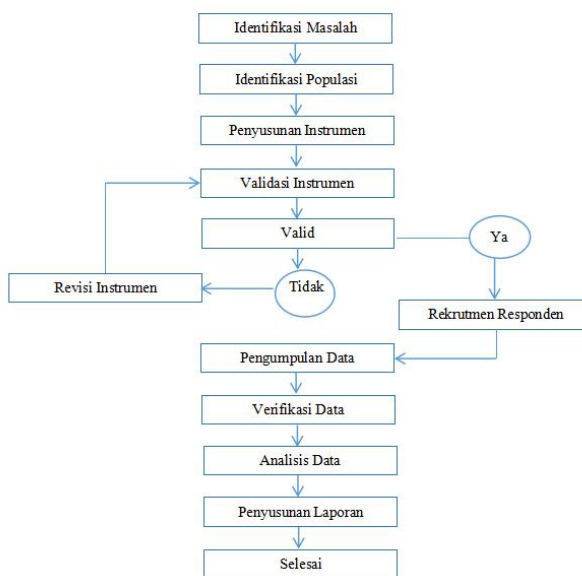 Identifikasi Masalah
Identifikasi Populasi
Penyusunan Instrumen
Validasi Instrumen
Valid
Ya
Tidak
Revisi Instrumen
Rekrutmen Responden
Pengumpulan Data
Verifikasi Data
Analisis Data
Penyusunan Laporan
Selesai